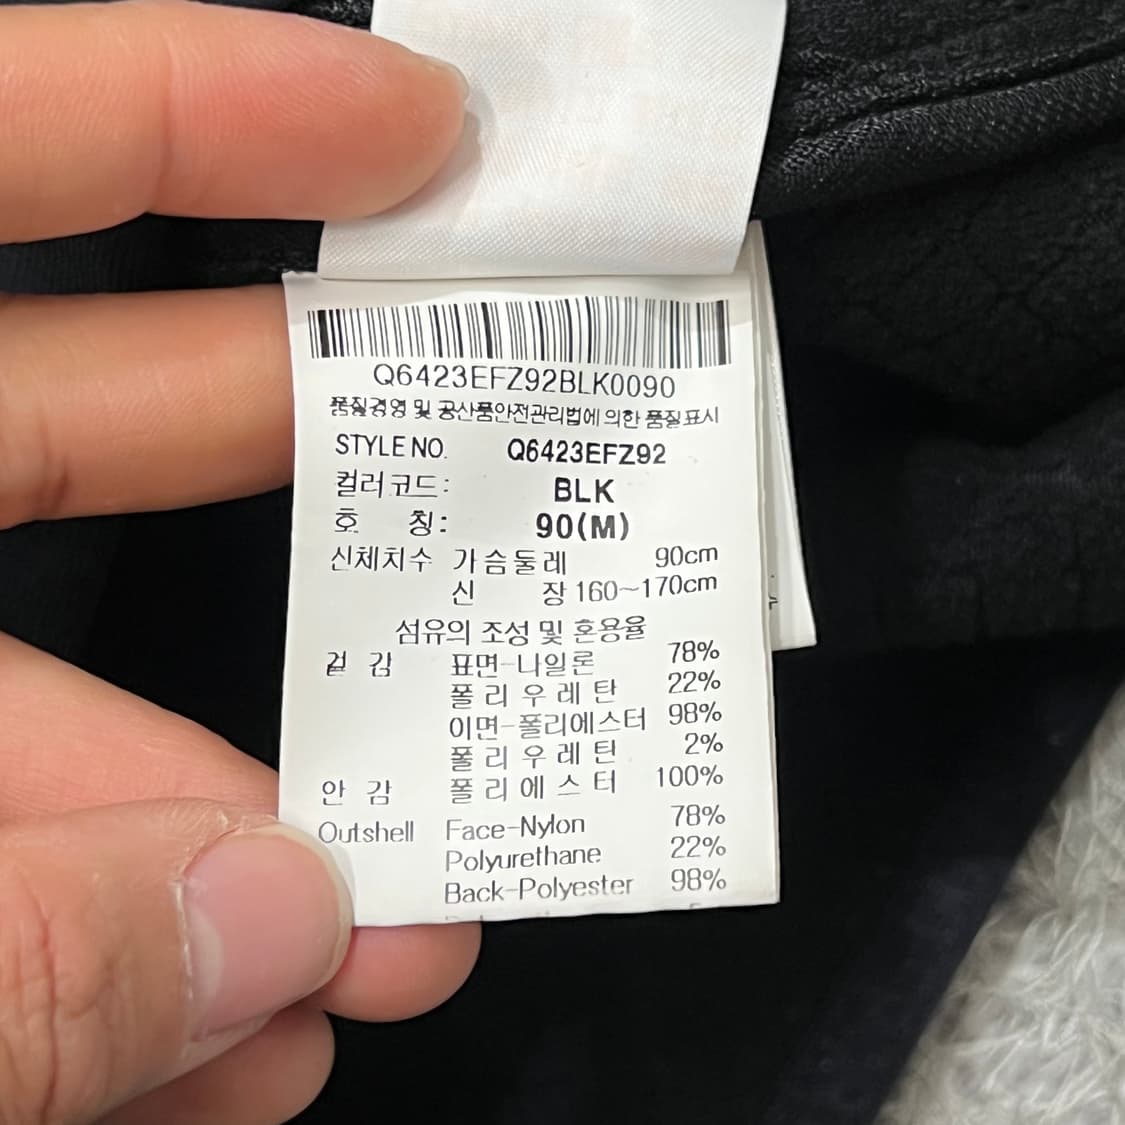 Q6423EFZ92BLK0090
품질경영 및 공산품안전관리법에 의한 품질표시
STYLE NO. Q6423EFZ92
컬러코드: BLK
호 칭: 90(M)
신체치수 가슴둘레 90cm
신 장 160~170cm
섬유의 조성 및 혼용율
겉 감 표면-나일론 78%
폴리우레탄 22%
이면-폴리에스터 98%
폴리우레탄 2%
안 감 폴리에스터 100%
Outshell Face-Nylon 78%
Polyurethane 22%
Back-Polyester 98%